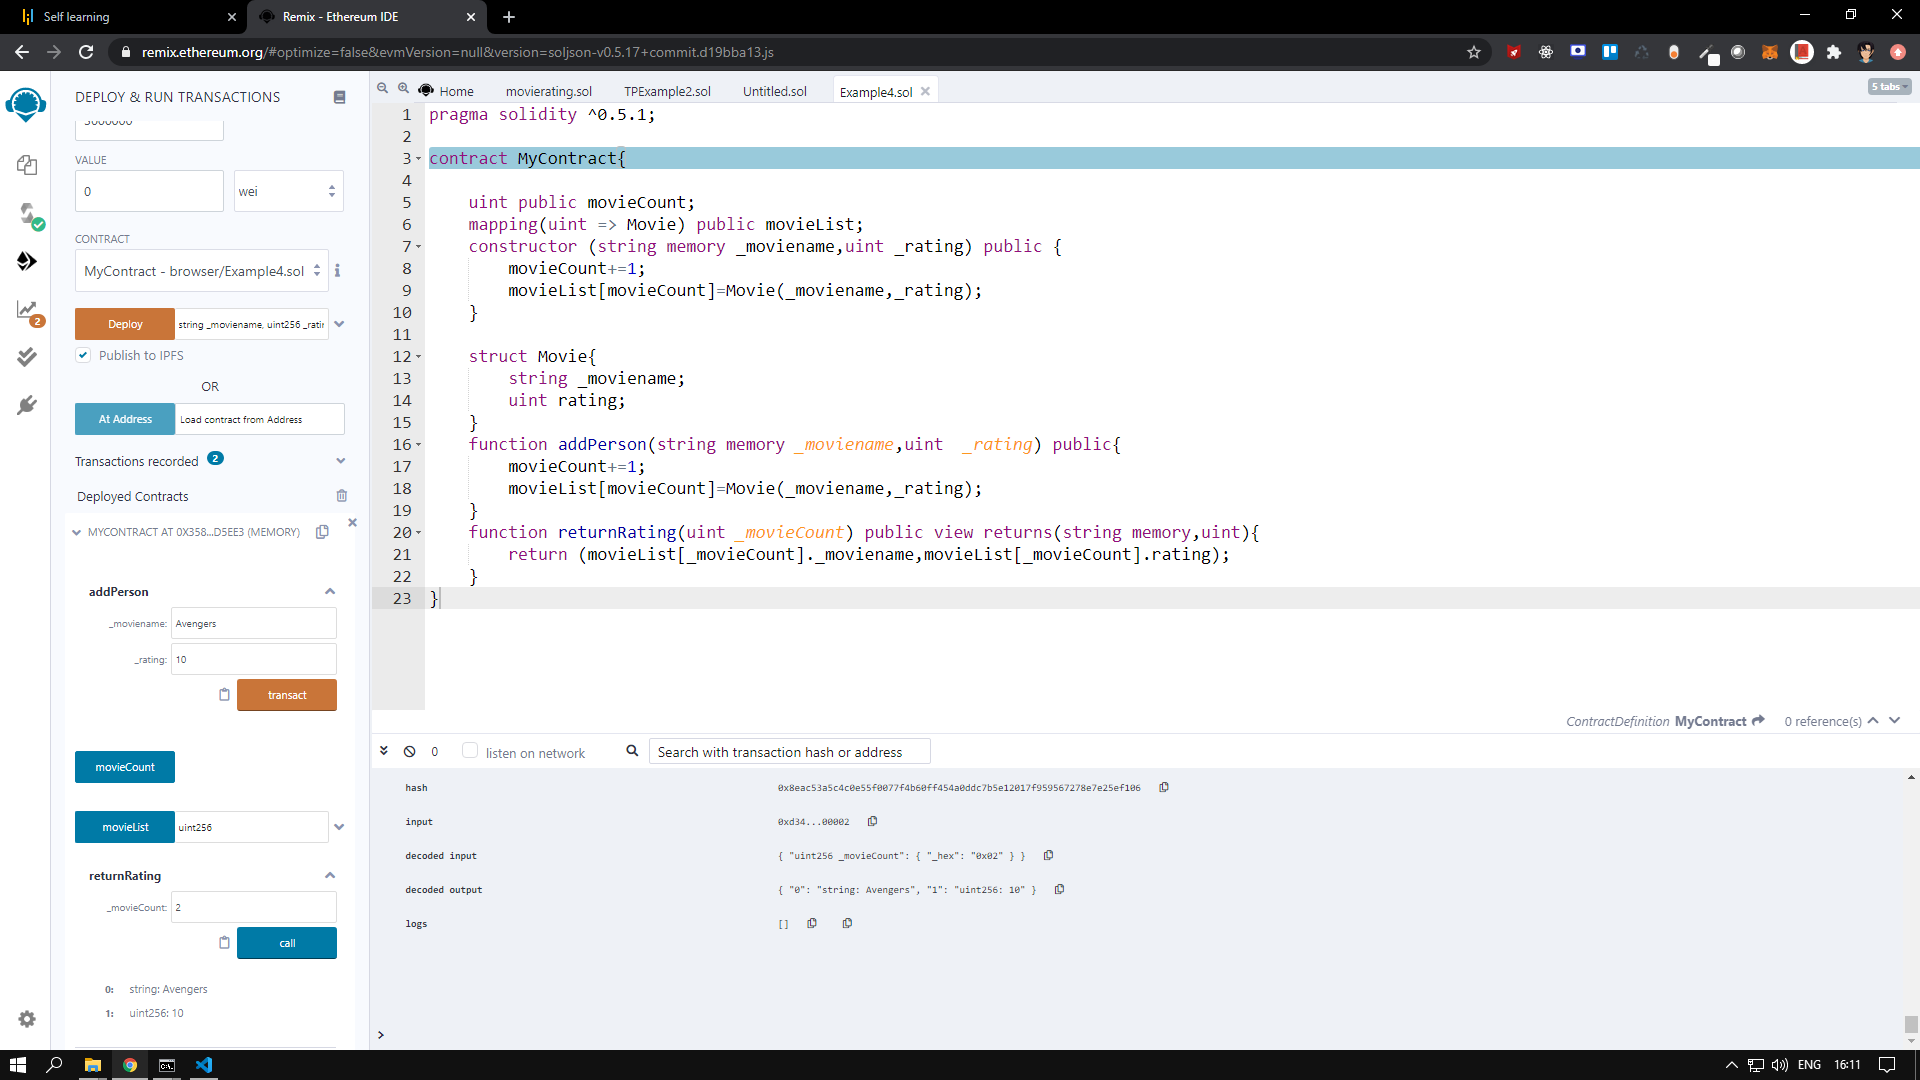 Self learning
Remix - Ethereum IDE
remix.ethereum.org/#optimize=false&evmVersion=null&version=soljson-v0.5.17+commit.d19bba13.js
DEPLOY & RUN TRANSACTIONS
3000000
VALUE
0
wei
CONTRACT
MyContract - browser/Example4.sol
Deploy
string _moviename, uint256 _ratin
Publish to IPFS
OR
At Address
Load contract from Address
Transactions recorded 2
Deployed Contracts
MYCONTRACT AT 0X358...D5EE3 (MEMORY)
addPerson
_moviename: Avengers
_rating: 10
transact
movieCount
movieList
uint256
returnRating
_movieCount: 2
call
0: string: Avengers
1: uint256: 10
2
Home
movierating.sol
TPExample2.sol
Untitled.sol
Example4.sol
5 tabs
1 pragma solidity ^0.5.1;
2
3 contract MyContract{
4
5     uint public movieCount;
6     mapping(uint => Movie) public movieList;
7     constructor (string memory _moviename,uint _rating) public {
8         movieCount+=1;
9         movieList[movieCount]=Movie(_moviename,_rating);
10     }
11
12     struct Movie{
13         string _moviename;
14         uint rating;
15     }
16     function addPerson(string memory _moviename,uint  _rating) public{
17         movieCount+=1;
18         movieList[movieCount]=Movie(_moviename,_rating);
19     }
20     function returnRating(uint _movieCount) public view returns(string memory,uint){
21         return (movieList[_movieCount]._moviename,movieList[_movieCount].rating);
22     }
23 }
ContractDefinition MyContract 0 reference(s)
0
listen on network
Search with transaction hash or address
hash 0x8eac53a5c4c0e55f0077f4b60ff454a0ddc7b5e12017f959567278e7e25ef106
input 0xd34...00002
decoded input { "uint256 _movieCount": { "_hex": "0x02" } }
decoded output { "0": "string: Avengers", "1": "uint256: 10" }
logs []
>
ENG
16:11